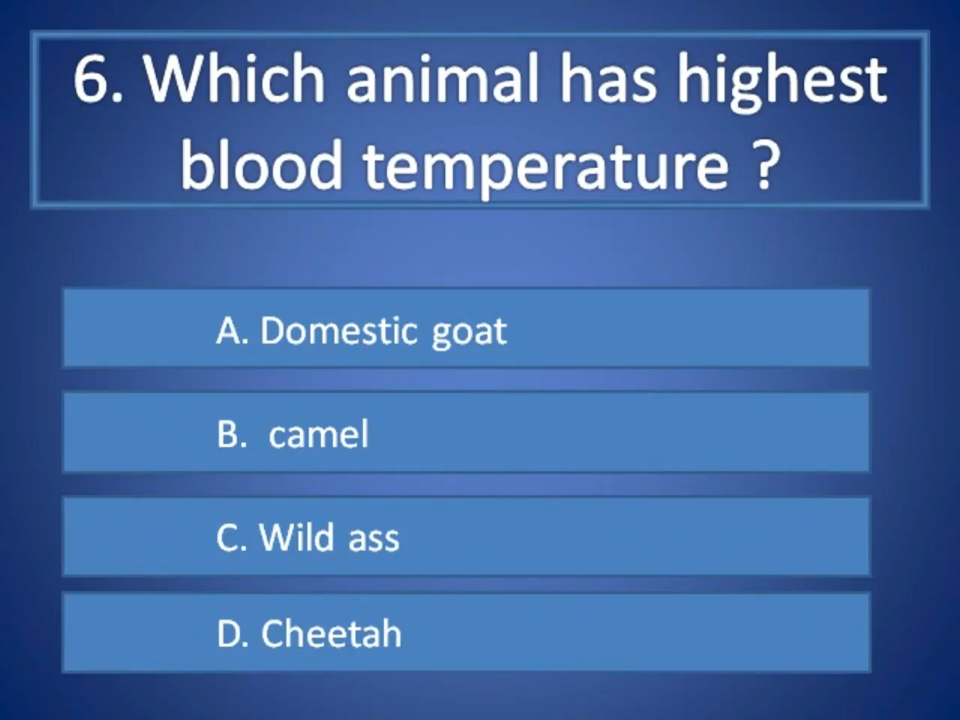 6. Which animal has highest
blood temperature ?
A. Domestic goat
B. camel
C. Wild ass
D. Cheetah